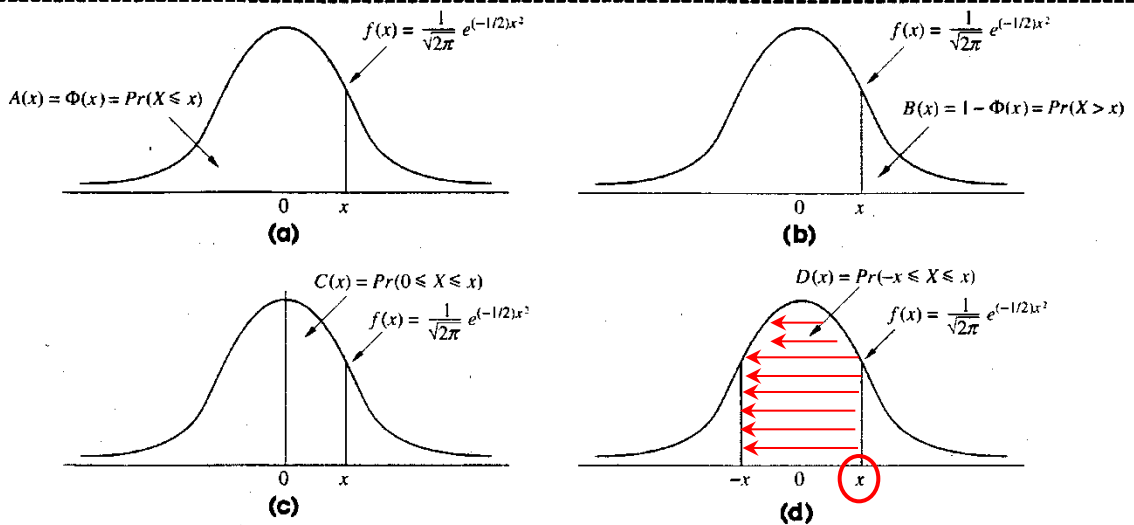 f(x) = 1/√2π e^(−1/2)x²
A(x) = Φ(x) = Pr(X ≤ x)
0 x
(a)
f(x) = 1/√2π e^(−1/2)x²
B(x) = 1 − Φ(x) = Pr(X > x)
0 x
(b)
C(x) = Pr(0 ≤ X ≤ x)
f(x) = 1/√2π e^(−1/2)x²
0 x
(c)
D(x) = Pr(−x ≤ X ≤ x)
f(x) = 1/√2π e^(−1/2)x²
−x 0 x
(d)